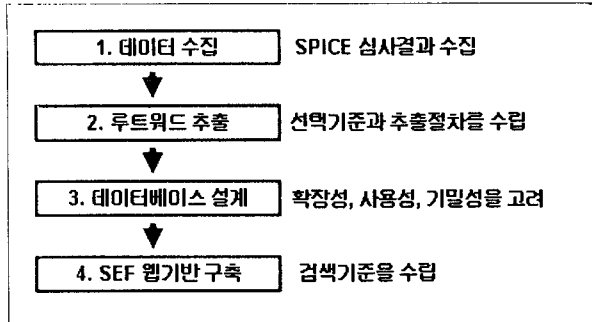 1. 데이터 수집 SPICE 심사결과 수집
2. 루트워드 추출 선택기준과 추출절차를 수립
3. 데이터베이스 설계 확장성, 사용성, 기밀성을 고려
4. SEF 웹기반 구축 검색기준을 수립